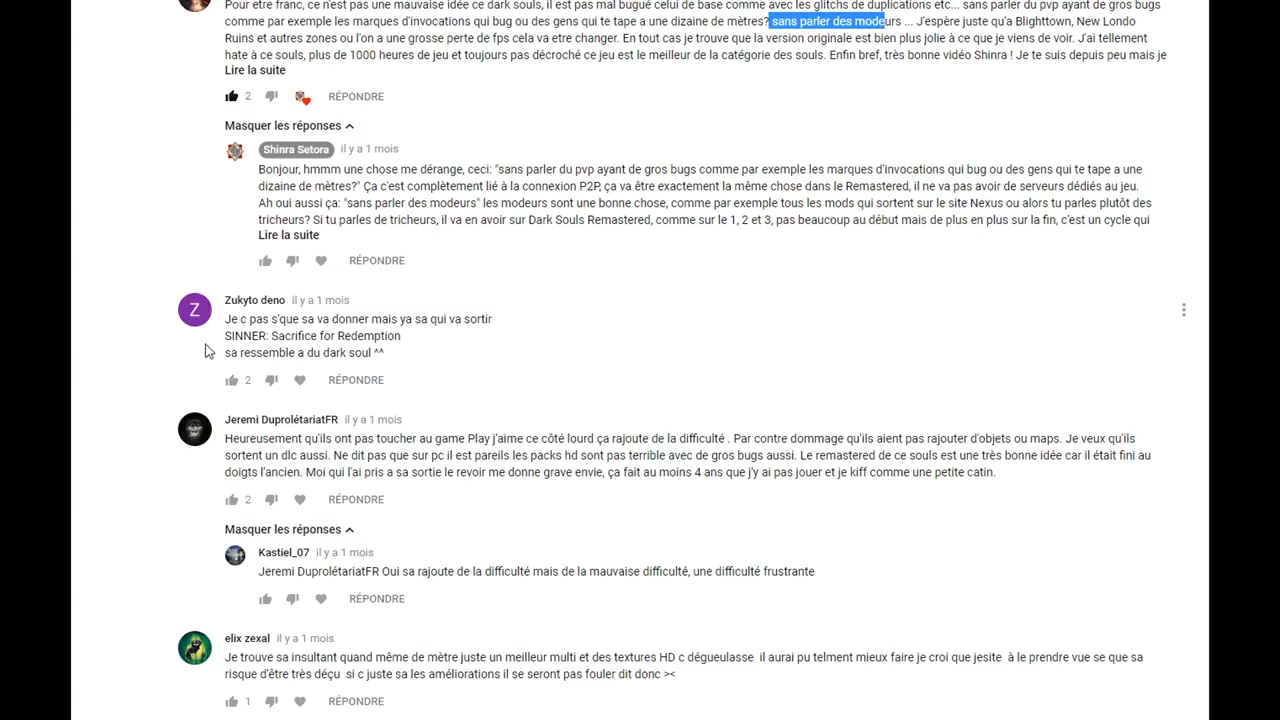 Pour etre franc, ce n'est pas une mauvaise idée ce dark souls, il est pas mal bugué celui de base comme avec les glitchs de duplications etc... sans parler du pvp ayant de gros bugs
comme par exemple les marques d'invocations qui bug ou des gens qui te tape a une dizaine de mètres? sans parler des modeurs ... J'espère juste qu'a Blighttown, New Londo
Ruins et autres zones ou l'on a une grosse perte de fps cela va etre changer. En tout cas je trouve que la version originale est bien plus jolie à ce que je viens de voir. J'ai tellement
hate à ce souls, plus de 1000 heures de jeu et toujours pas décroché ce jeu est le meilleur de la catégorie des souls. Enfin bref, très bonne vidéo Shinra ! Je te suis depuis peu mais je
Lire la suite
2 RÉPONDRE
Masquer les réponses
Shinra Setora il y a 1 mois
Bonjour, hmmm une chose me dérange, ceci: "sans parler du pvp ayant de gros bugs comme par exemple les marques d'invocations qui bug ou des gens qui te tape a une
dizaine de mètres?" Ça c'est complètement lié à la connexion P2P, ça va être exactement la même chose dans le Remastered, il ne va pas avoir de serveurs dédiés au jeu.
Ah oui aussi ça: "sans parler des modeurs" les modeurs sont une bonne chose, comme par exemple tous les mods qui sortent sur le site Nexus ou alors tu parles plutôt des
tricheurs? Si tu parles de tricheurs, il va en avoir sur Dark Souls Remastered, comme sur le 1, 2 et 3, pas beaucoup au début mais de plus en plus sur la fin, c'est un cycle qui
Lire la suite
RÉPONDRE
Z
Zukyto deno il y a 1 mois
Je c pas s'que sa va donner mais ya sa qui va sortir
SINNER: Sacrifice for Redemption
sa ressemble a du dark soul ^^
2 RÉPONDRE
Jeremi DuprolétariatFR il y a 1 mois
Heureusement qu'ils ont pas toucher au game Play j'aime ce côté lourd ça rajoute de la difficulté . Par contre dommage qu'ils aient pas rajouter d'objets ou maps. Je veux qu'ils
sortent un dlc aussi. Ne dit pas que sur pc il est pareils les packs hd sont pas terrible avec de gros bugs aussi. Le remastered de ce souls est une très bonne idée car il était fini au
doigts l'ancien. Moi qui l'ai pris a sa sortie le revoir me donne grave envie, ça fait au moins 4 ans que j'y ai pas jouer et je kiff comme une petite catin.
2 RÉPONDRE
Masquer les réponses
Kastiel_07 il y a 1 mois
Jeremi DuprolétariatFR Oui sa rajoute de la difficulté mais de la mauvaise difficulté, une difficulté frustrante
RÉPONDRE
elix zexal il y a 1 mois
Je trouve sa insultant quand même de mètre juste un meilleur multi et des textures HD c dégueulasse il aurai pu telment mieux faire je croi que jesite à le prendre vue se que sa
risque d'être très déçu si c juste sa les améliorations il se seront pas fouler dit donc ><
1 RÉPONDRE